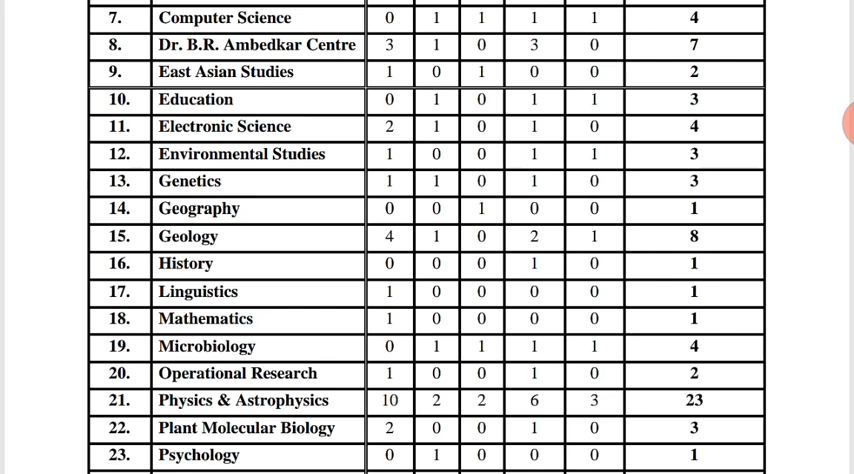 7. Computer Science 0 1 1 1 1 4
8. Dr. B.R. Ambedkar Centre 3 1 0 3 0 7
9. East Asian Studies 1 0 1 0 0 2
10. Education 0 1 0 1 1 3
11. Electronic Science 2 1 0 1 0 4
12. Environmental Studies 1 0 0 1 1 3
13. Genetics 1 1 0 1 0 3
14. Geography 0 0 1 0 0 1
15. Geology 4 1 0 2 1 8
16. History 0 0 0 1 0 1
17. Linguistics 1 0 0 0 0 1
18. Mathematics 1 0 0 0 0 1
19. Microbiology 0 1 1 1 1 4
20. Operational Research 1 0 0 1 0 2
21. Physics & Astrophysics 10 2 2 6 3 23
22. Plant Molecular Biology 2 0 0 1 0 3
23. Psychology 0 1 0 0 0 1